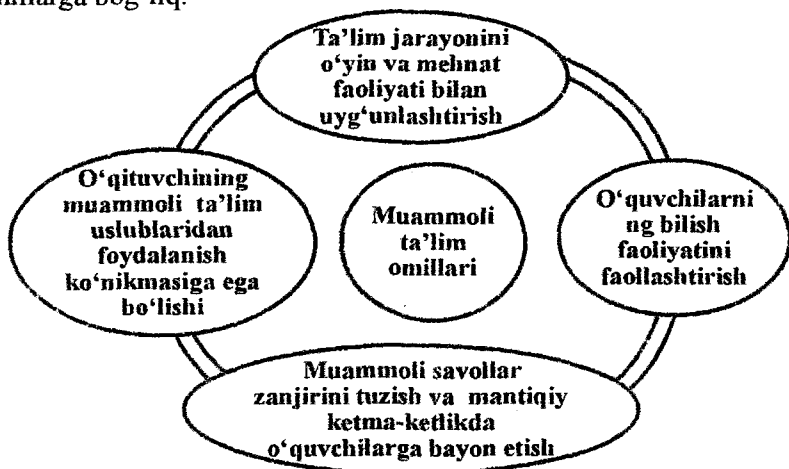 bog‘liq.
Ta’lim jarayonini
o‘yin va mehnat
faoliyati bilan
uyg‘unlashtirish
O‘qituvchining
muammoli ta’lim
uslublaridan
foydalanish
ko‘nikmasiga ega
bo‘lishi
Muammoli
ta’lim
omillari
O‘quvchilarni
ng bilish
faoliyatini
faollashtirish
Muammoli savollar
zanjirini tuzish va mantiqiy
ketma-ketlikda
o‘quvchilarga bayon etish